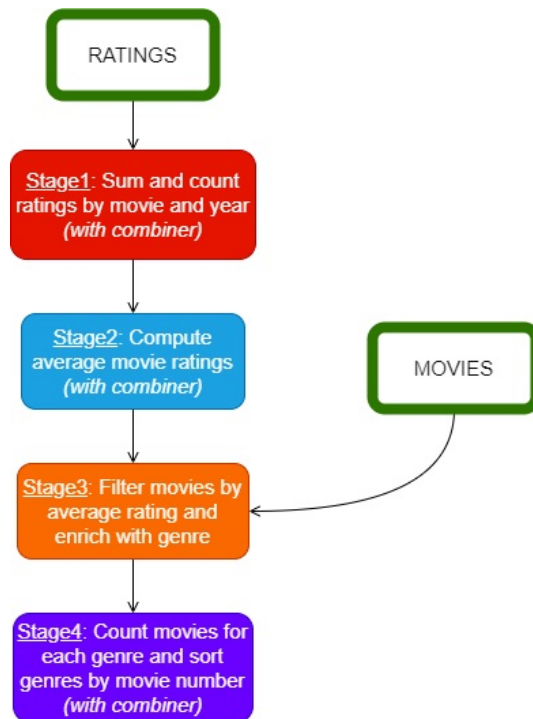 RATINGS
Stage1: Sum and count
ratings by movie and year
(with combiner)
Stage2: Compute
average movie ratings
(with combiner)
MOVIES
Stage3: Filter movies by
average rating and
enrich with genre
Stage4: Count movies for
each genre and sort
genres by movie number
(with combiner)